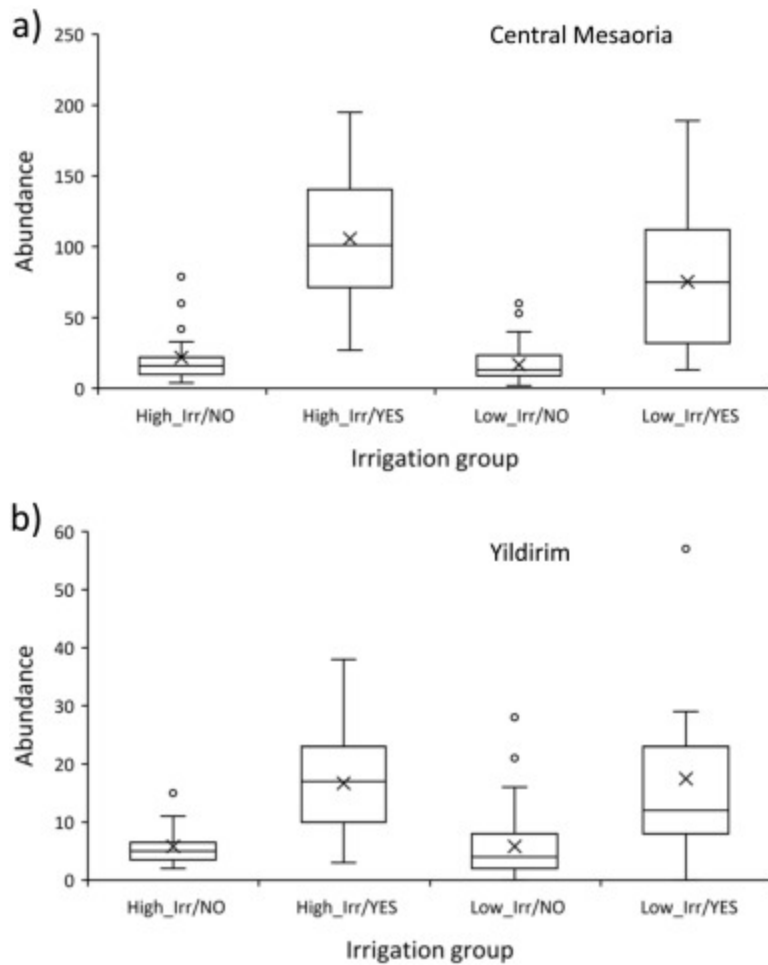 a)
Central Mesaoria
250
200
150
100
50
0
Abundance
High_Irr/NO High_Irr/YES Low_Irr/NO Low_Irr/YES
Irrigation group
b)
Yildirim
60
50
40
30
20
10
0
Abundance
High_Irr/NO High_Irr/YES Low_Irr/NO Low_Irr/YES
Irrigation group